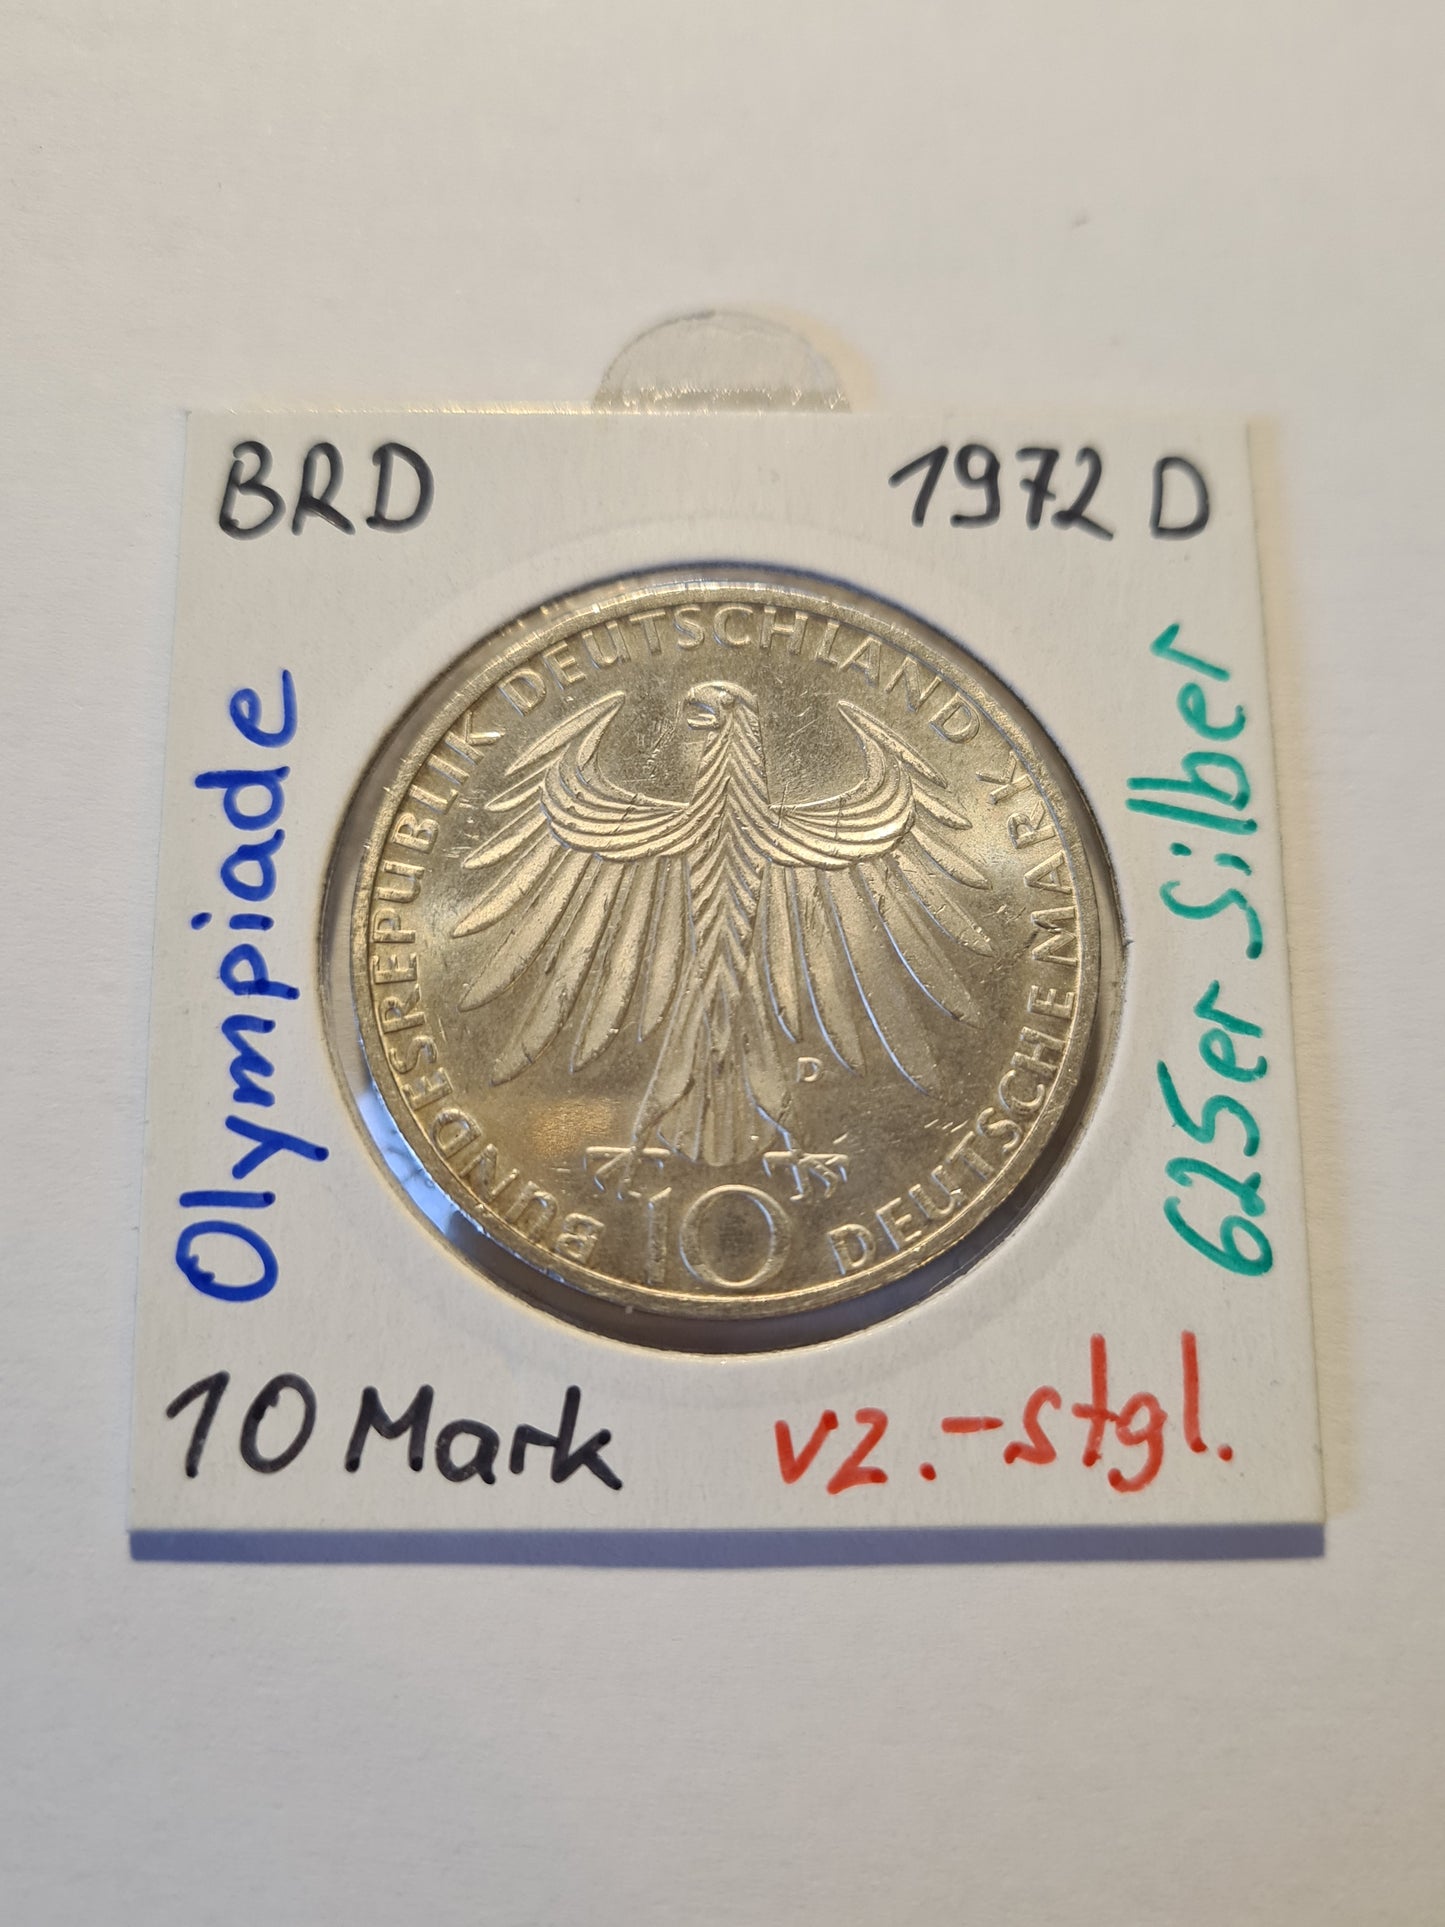 BRD
1972 D
Olympiade
625er Silber
BUNDESREPUBLIK DEUTSCHLAND
10 DEUTSCHE MARK
D
10 Mark
vz.-stgl.